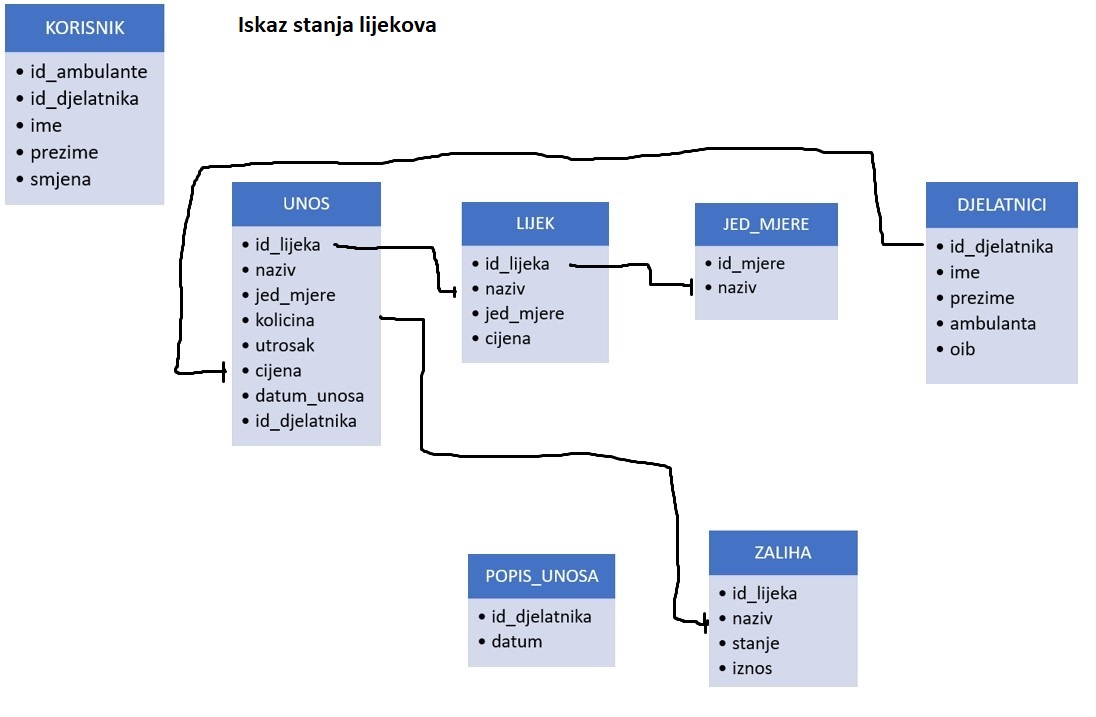 Iskaz stanja lijekova
KORISNIK
• id_ambulante
• id_djelatnika
• ime
• prezime
• smjena
UNOS
• id_lijeka
• naziv
• jed_mjere
• kolicina
• utrosak
• cijena
• datum_unosa
• id_djelatnika
LIJEK
• id_lijeka
• naziv
• jed_mjere
• cijena
JED_MJERE
• id_mjere
• naziv
DJELATNICI
• id_djelatnika
• ime
• prezime
• ambulanta
• oib
POPIS_UNOSA
• id_djelatnika
• datum
ZALIHA
• id_lijeka
• naziv
• stanje
• iznos